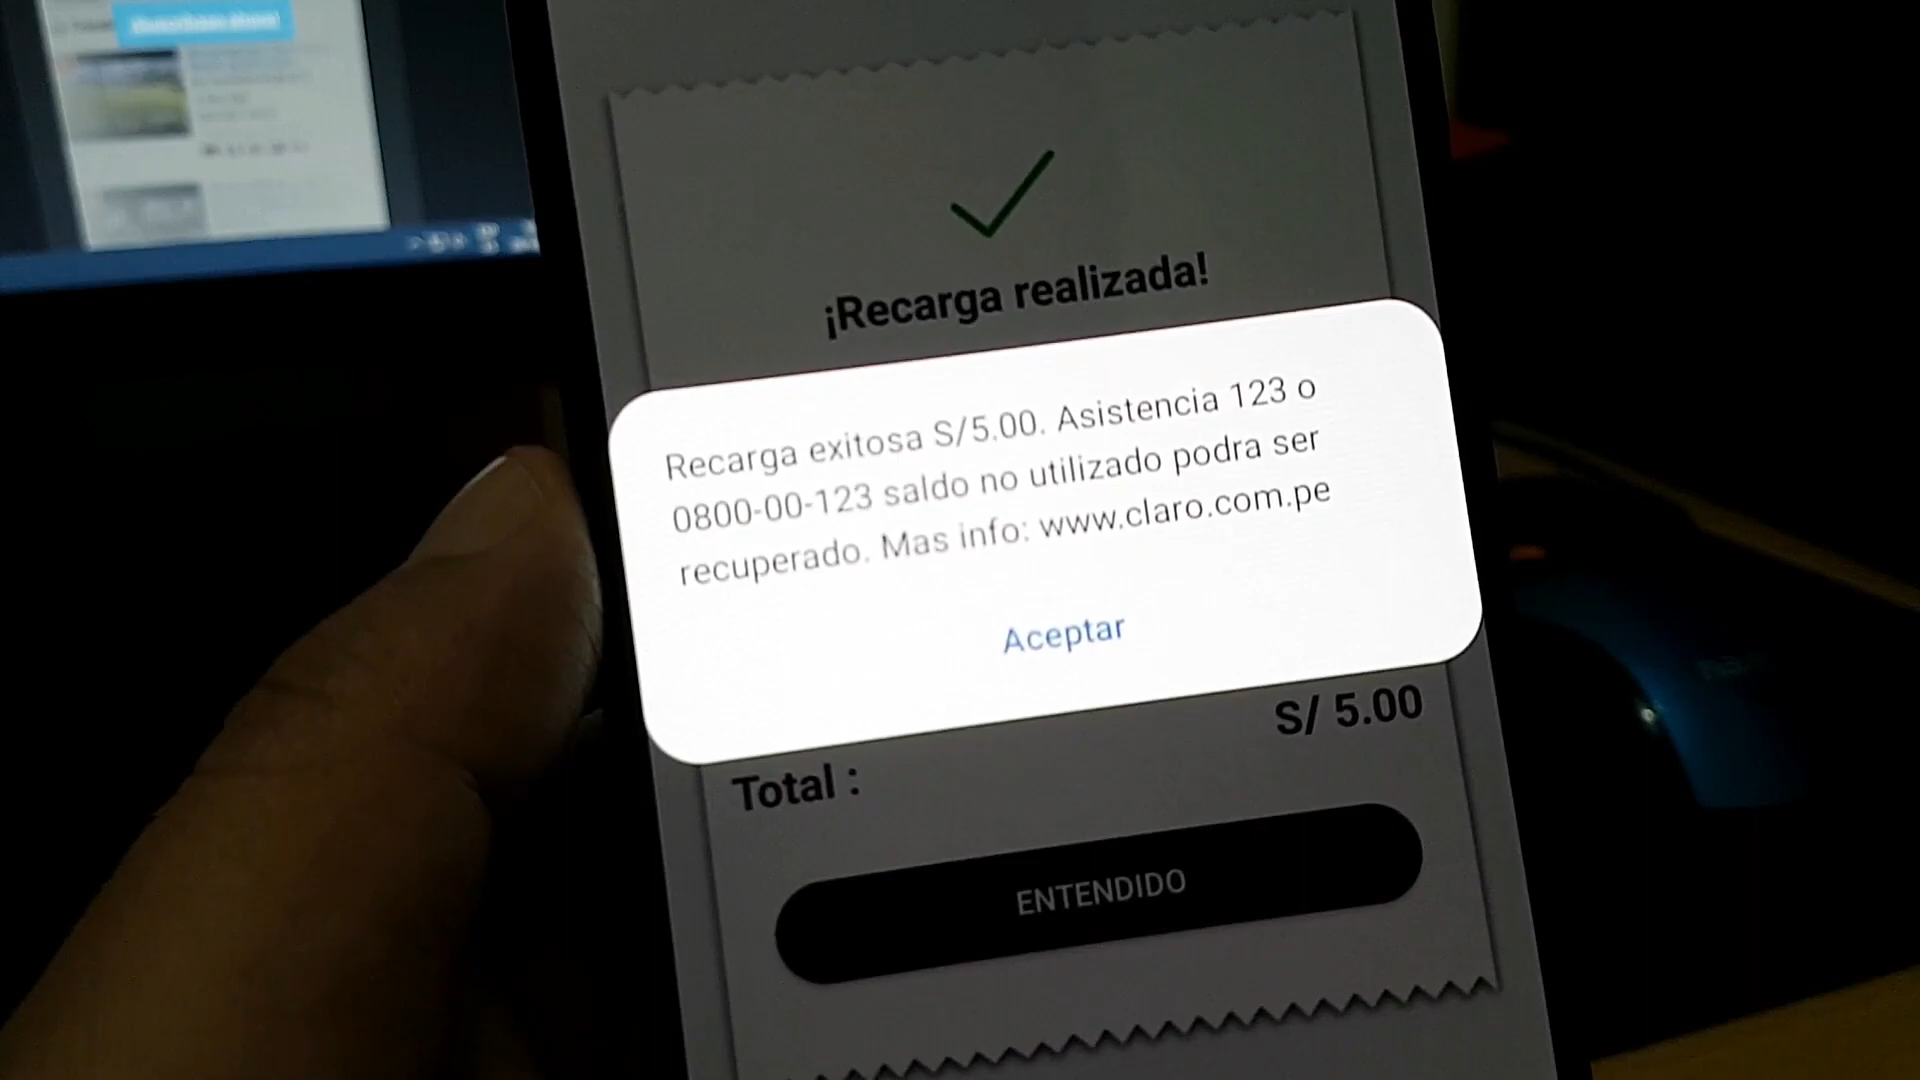 ¡Recarga realizada!
Recarga exitosa S/5.00. Asistencia 123 o
0800-00-123 saldo no utilizado podra ser
recuperado. Mas info: www.claro.com.pe
Aceptar
S/ 5.00
Total :
ENTENDIDO